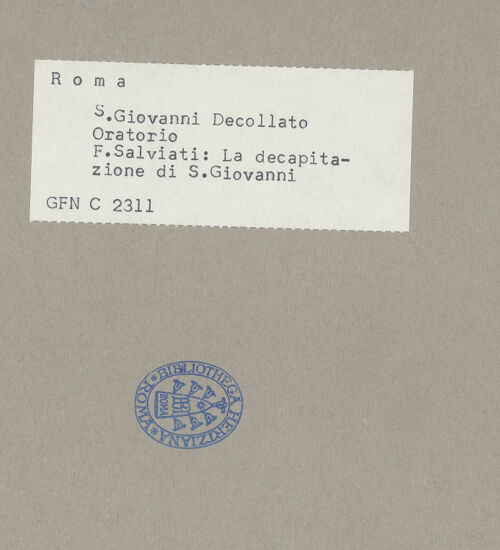 R o m a
S.Giovanni Decollato
Oratorio
F.Salviati: La decapita-
zione di S.Giovanni
GFN C 2311
BIBLIOTHECA HERTZIANA * ROMA *
ROMA